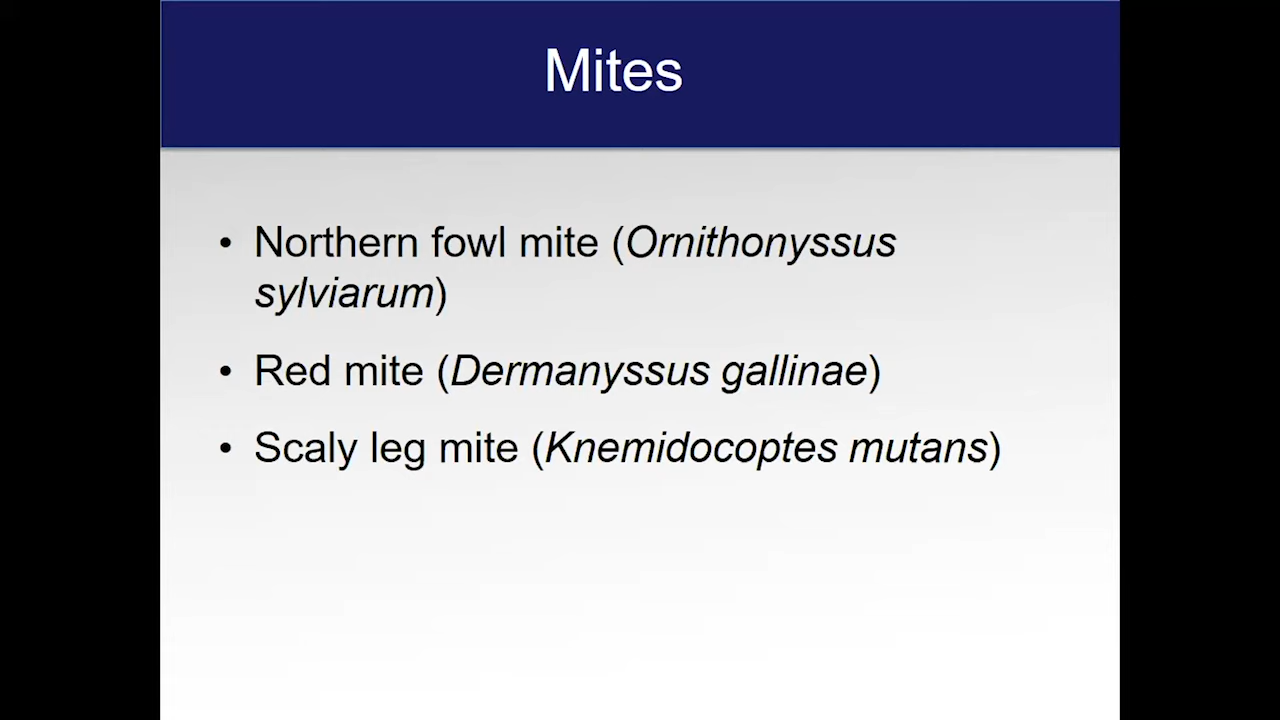 Mites
• Northern fowl mite (Ornithonyssus
sylviarum)
• Red mite (Dermanyssus gallinae)
• Scaly leg mite (Knemidocoptes mutans)